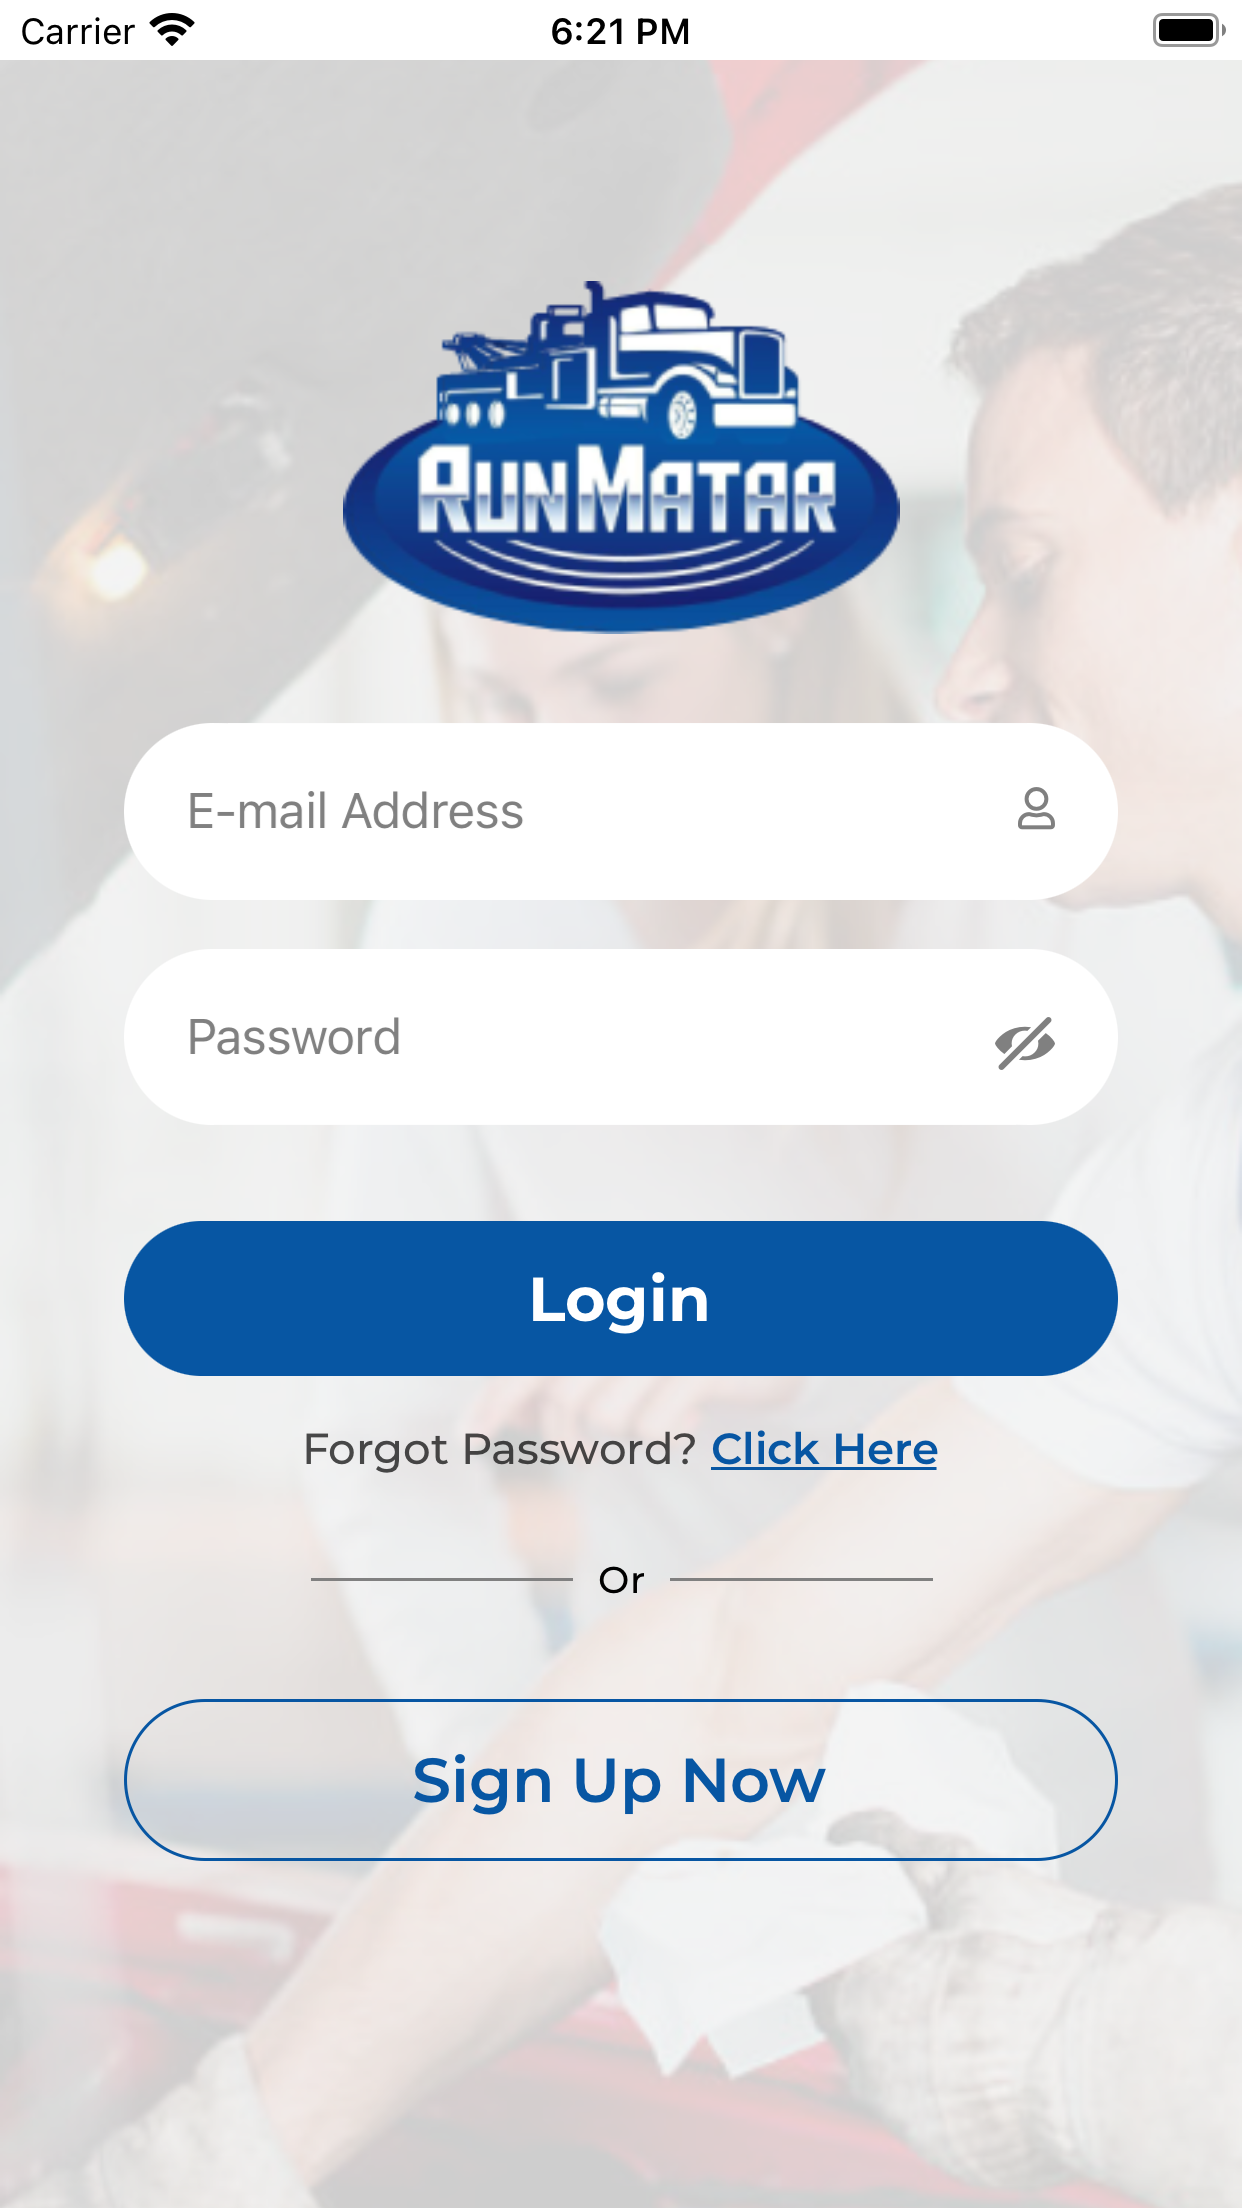 Carrier 6:21 PM
RUNMATAR
E-mail Address
Password
Login
Forgot Password? Click Here
Or
Sign Up Now